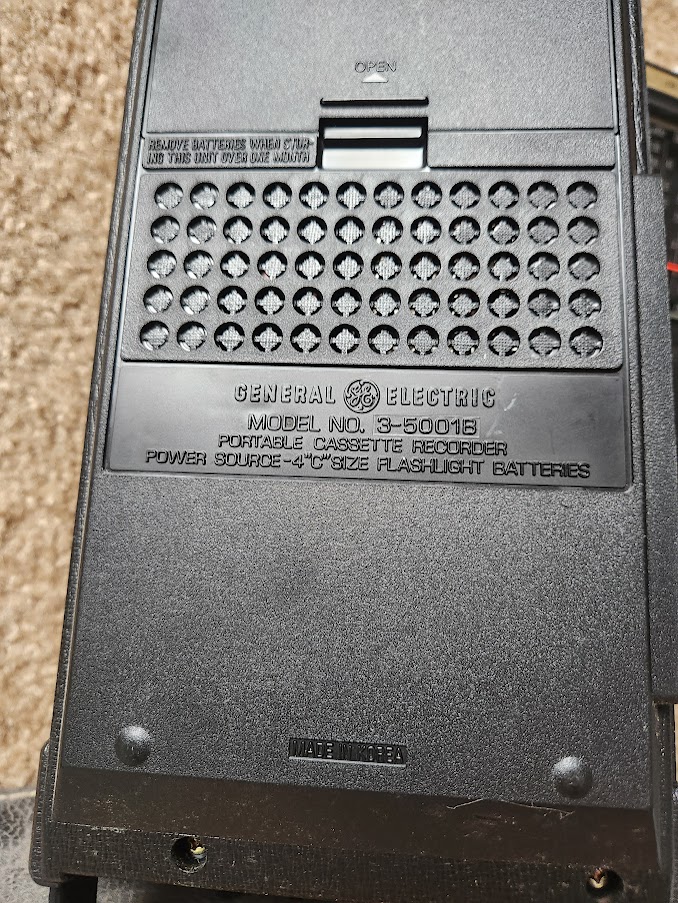 OPEN
REMOVE BATTERIES WHEN STOR-
ING THIS UNIT OVER ONE MONTH
GENERAL GE ELECTRIC
MODEL NO. 3-5001B
PORTABLE CASSETTE RECORDER
POWER SOURCE-4"C"SIZE FLASHLIGHT BATTERIES
MADE IN KOREA